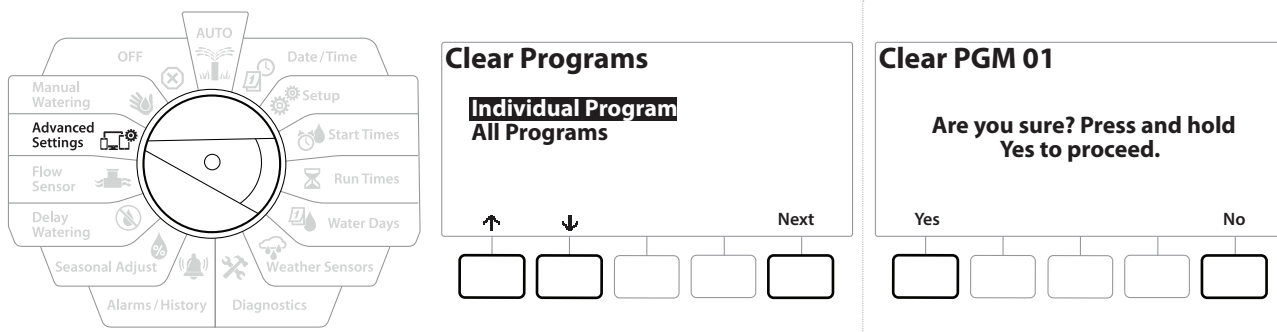 AUTO
OFF
Date / Time
Manual
Watering
Setup
Advanced
Settings
Start Times
Flow
Sensor
Run Times
Delay
Watering
Water Days
Seasonal Adjust
Weather Sensors
Alarms / History
Diagnostics
1
1
%
Clear Programs
Individual Program
All Programs
Next
Clear PGM 01
Are you sure? Press and hold
Yes to proceed.
Yes
No